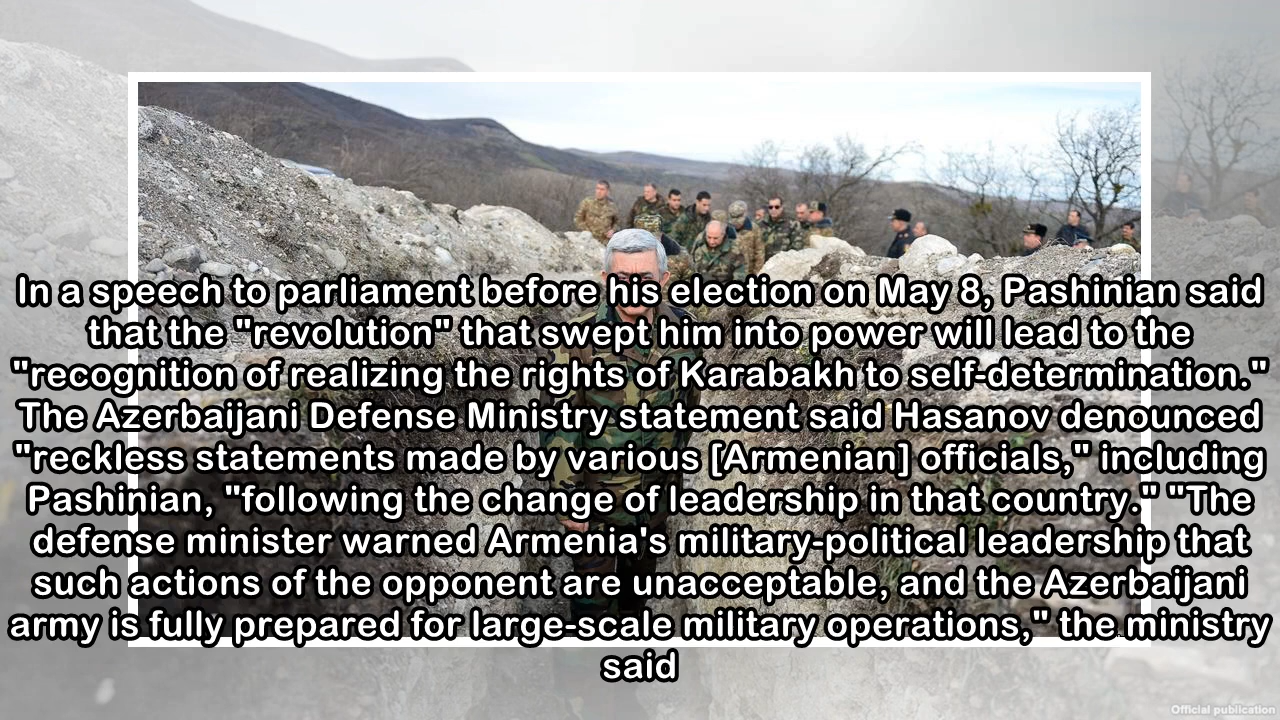 In a speech to parliament before his election on May 8, Pashinian said
that the "revolution" that swept him into power will lead to the
"recognition of realizing the rights of Karabakh to self-determination."
The Azerbaijani Defense Ministry statement said Hasanov denounced
"reckless statements made by various [Armenian] officials," including
Pashinian, "following the change of leadership in that country." "The
defense minister warned Armenia's military-political leadership that
such actions of the opponent are unacceptable, and the Azerbaijani
army is fully prepared for large-scale military operations," the ministry
said
Official publication